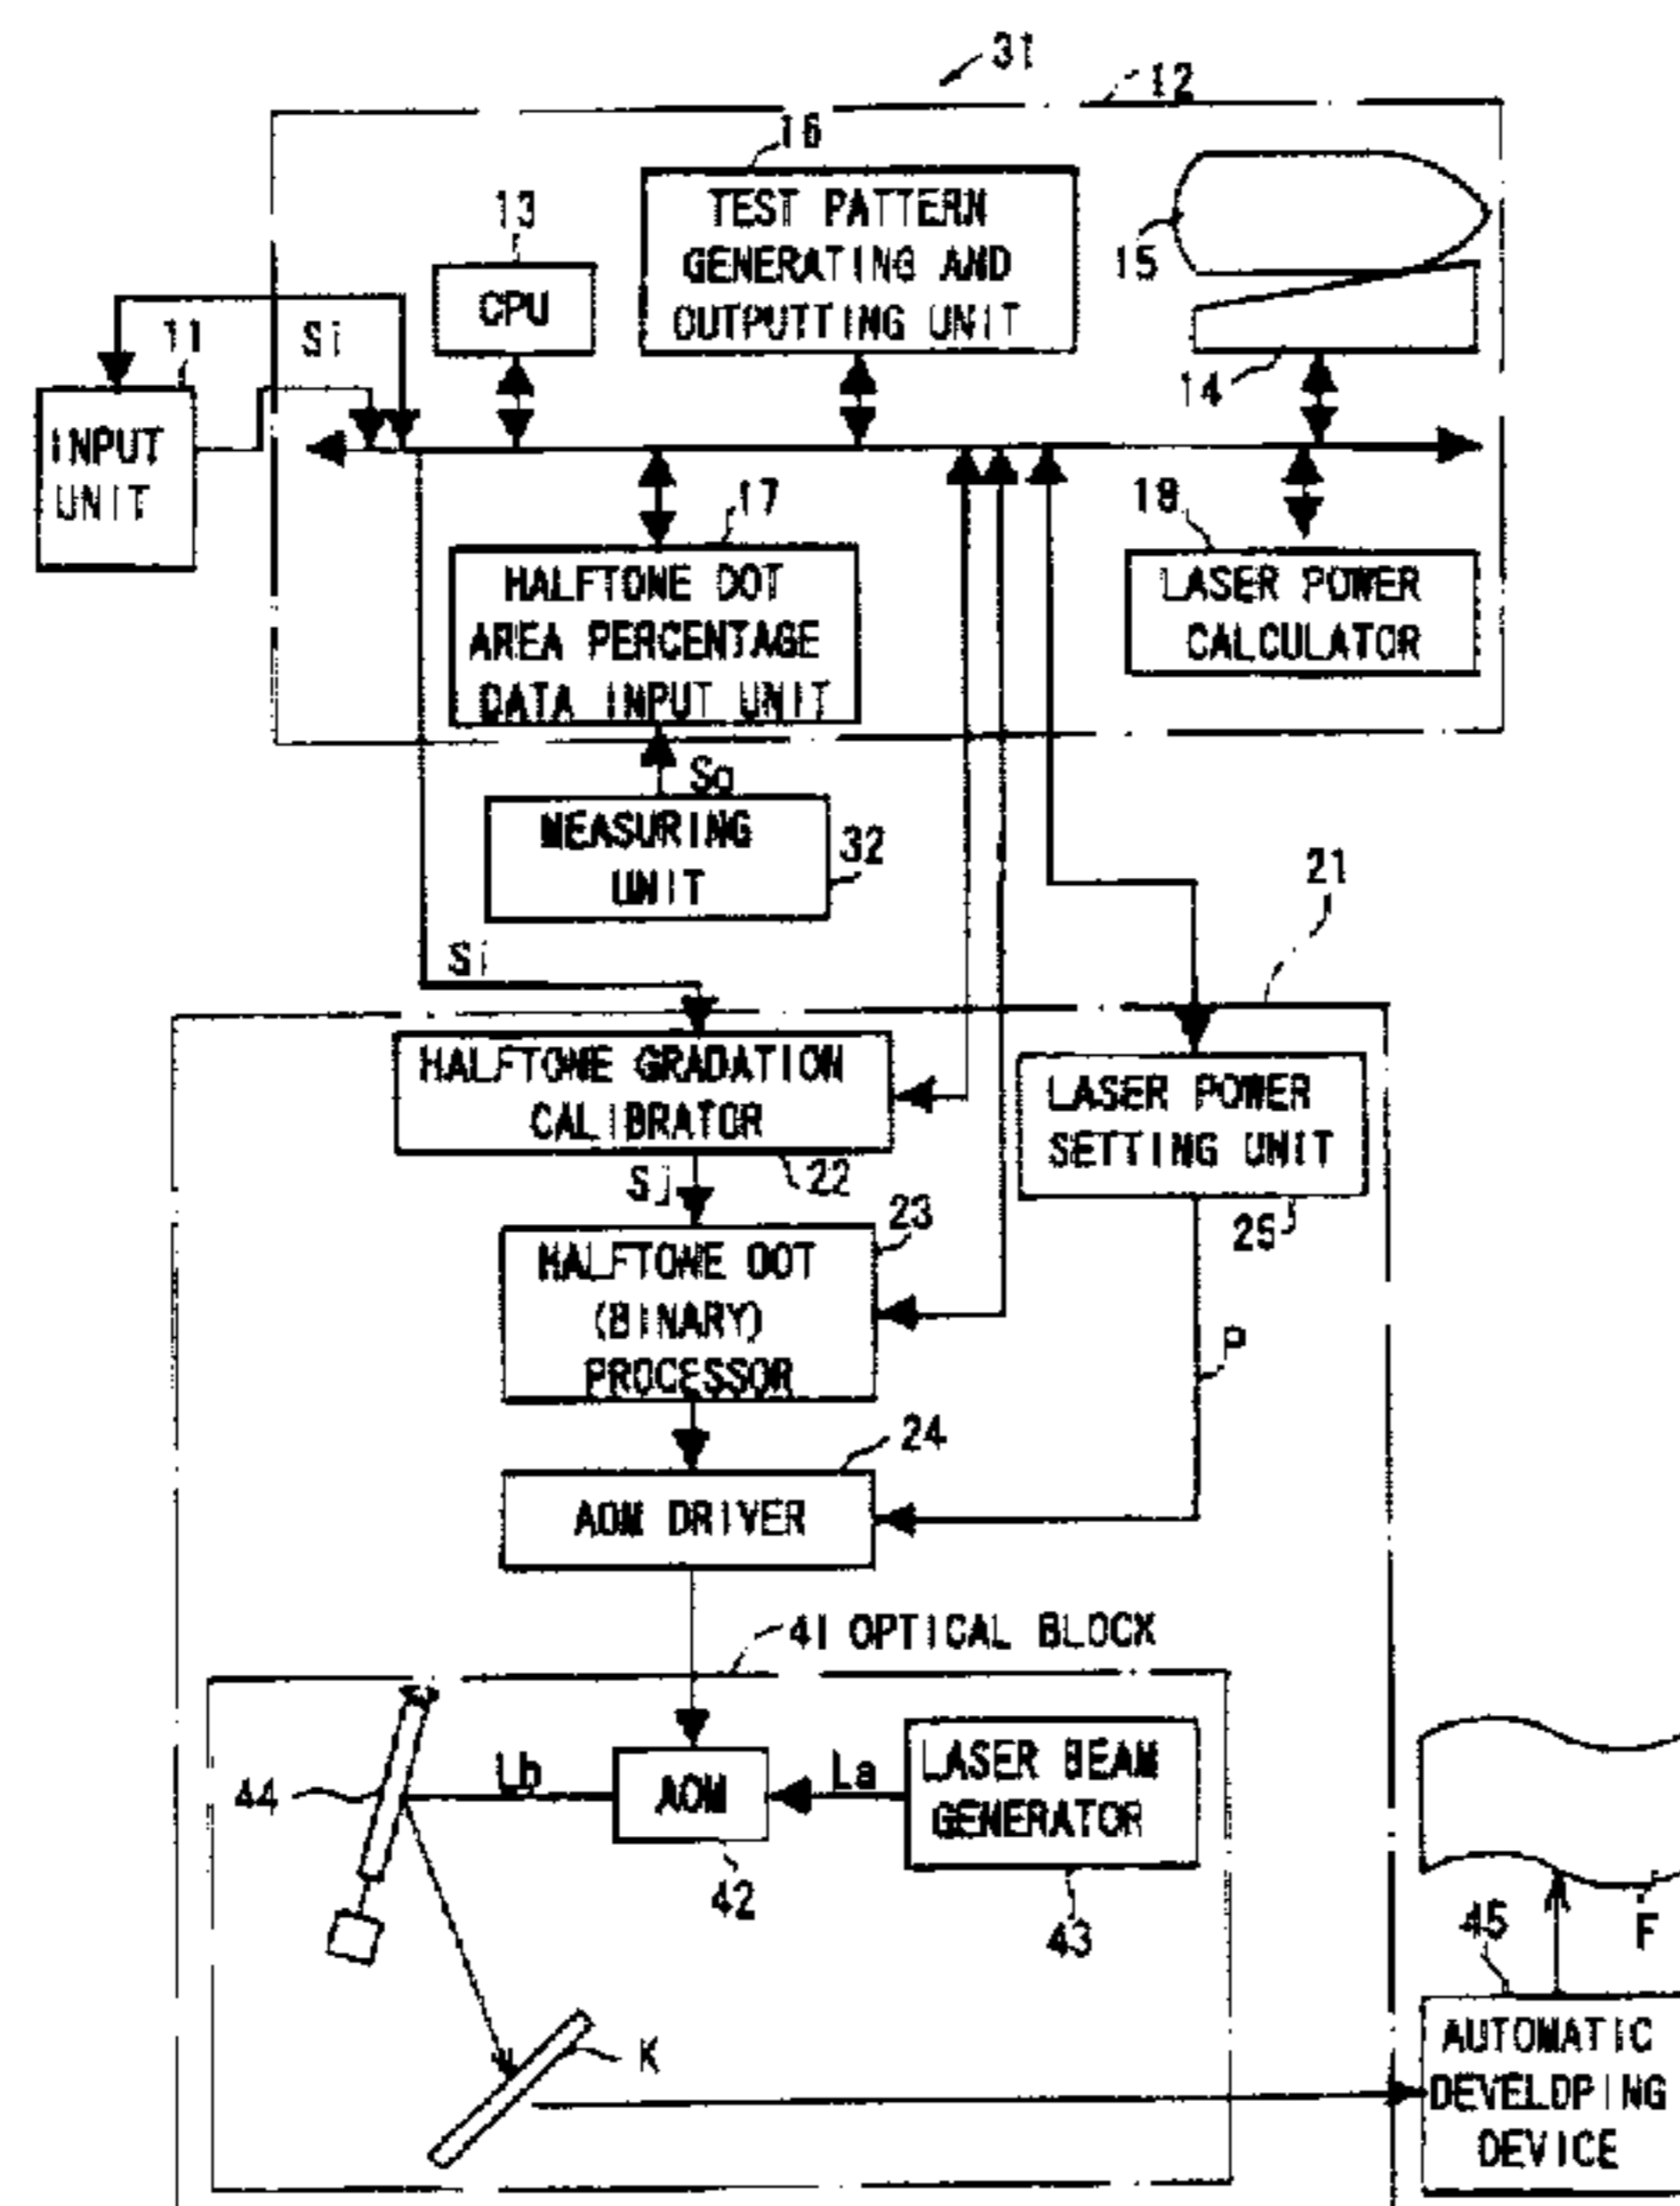 31
12
16
TEST PATTERN
GENERATING AND
OUTPUTTING UNIT
13
CPU
15
14
11
Si
INPUT
UNIT
17
HALFTONE DOT
AREA PERCENTAGE
DATA INPUT UNIT
18
LASER POWER
CALCULATOR
So
MEASURING
UNIT
32
21
Si
HALFTONE GRADATION
CALIBRATOR
22
LASER POWER
SETTING UNIT
25
Sj
23
HALFTONE DOT
(BINARY)
PROCESSOR
P
24
AOM DRIVER
41 OPTICAL BLOCK
44
Lb
AOM
La
LASER BEAM
GENERATOR
42
43
K
45
F
AUTOMATIC
DEVELOPING
DEVICE